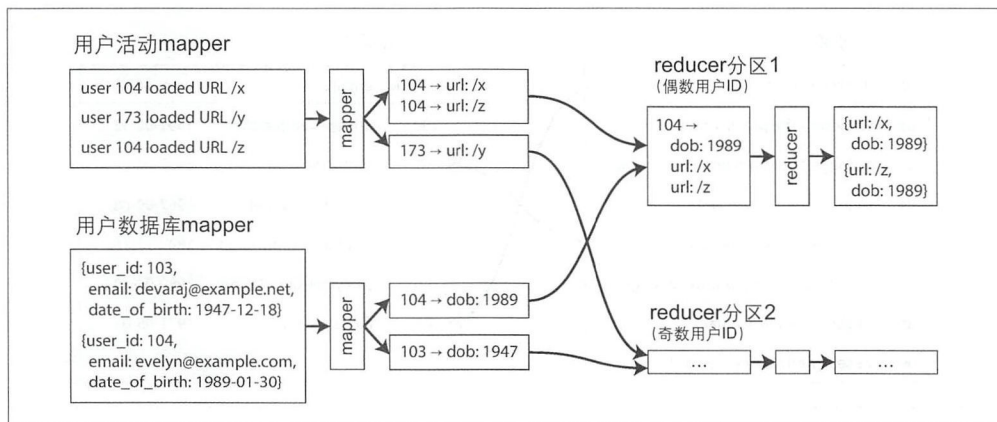 用户活动mapper
user 104 loaded URL /x
user 173 loaded URL /y
user 104 loaded URL /z
mapper
104 → url: /x
104 → url: /z
173 → url: /y
用户数据库mapper
{user_id: 103,
email: devaraj@example.net,
date_of_birth: 1947-12-18}
{user_id: 104,
email: evelyn@example.com,
date_of_birth: 1989-01-30}
mapper
104 → dob: 1989
103 → dob: 1947
reducer分区1
(偶数用户ID)
104 →
dob: 1989
url: /x
url: /z
reducer
{url: /x,
dob: 1989}
{url: /z,
dob: 1989}
reducer分区2
(奇数用户ID)
...
...